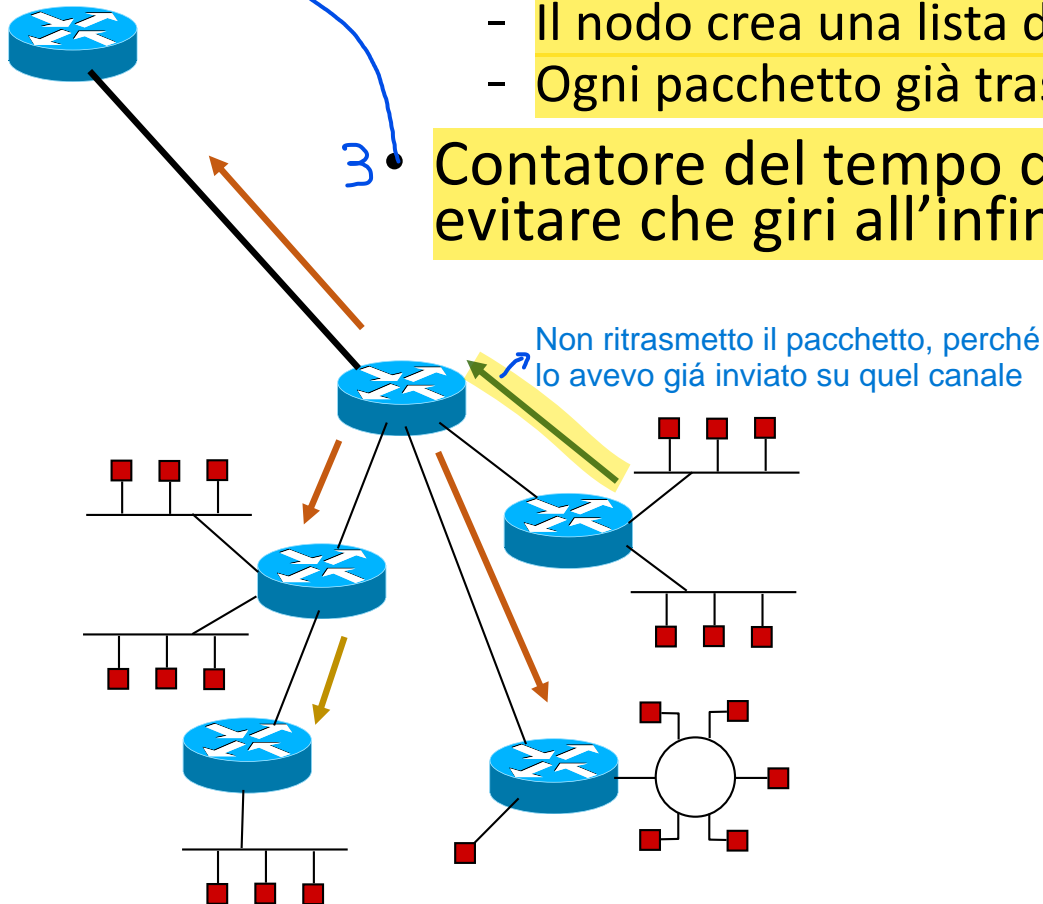 - Il nodo crea una lista d
- Ogni pacchetto già tras
3
Contatore del tempo d
evitare che giri all’infin
Non ritrasmetto il pacchetto, perché
lo avevo giá inviato su quel canale